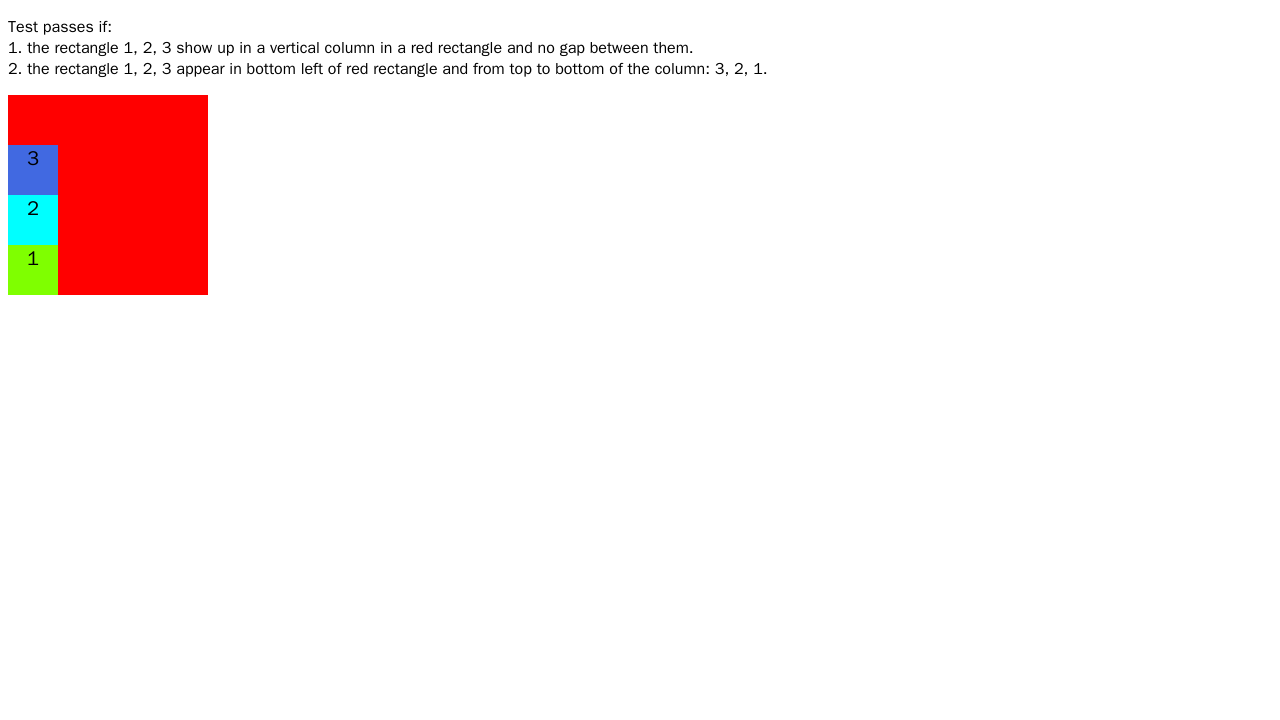 Test passes if:
1. the rectangle 1, 2, 3 show up in a vertical column in a red rectangle and no gap between them.
2. the rectangle 1, 2, 3 appear in bottom left of red rectangle and from top to bottom of the column: 3, 2, 1.
3
2
1